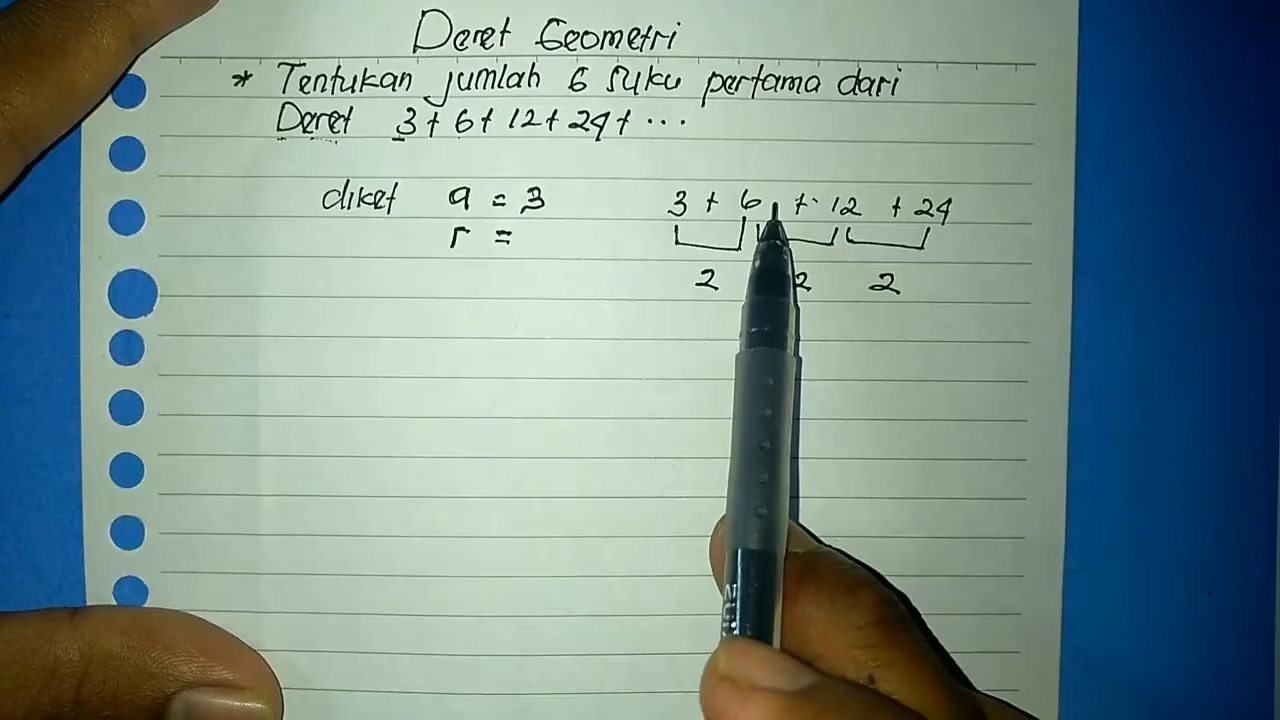 Deret Geometri
* Tentukan jumlah 6 suku pertama dari
Deret 3 + 6 + 12 + 24 + ...
diket a = 3 3 + 6 + 12 + 24
r = 2 2 2